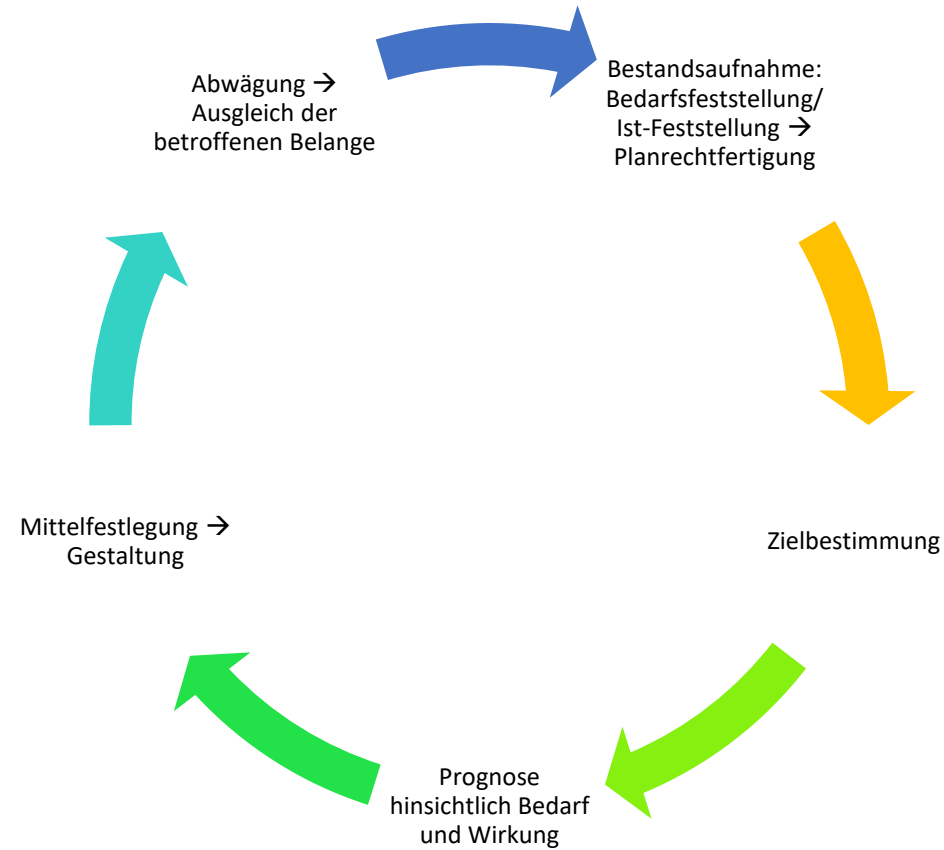 Abwägung →
Ausgleich der
betroffenen Belange
Bestandsaufnahme:
Bedarfsfeststellung/
Ist-Feststellung →
Planrechtfertigung
Zielbestimmung
Prognose
hinsichtlich Bedarf
und Wirkung
Mittelfestlegung →
Gestaltung